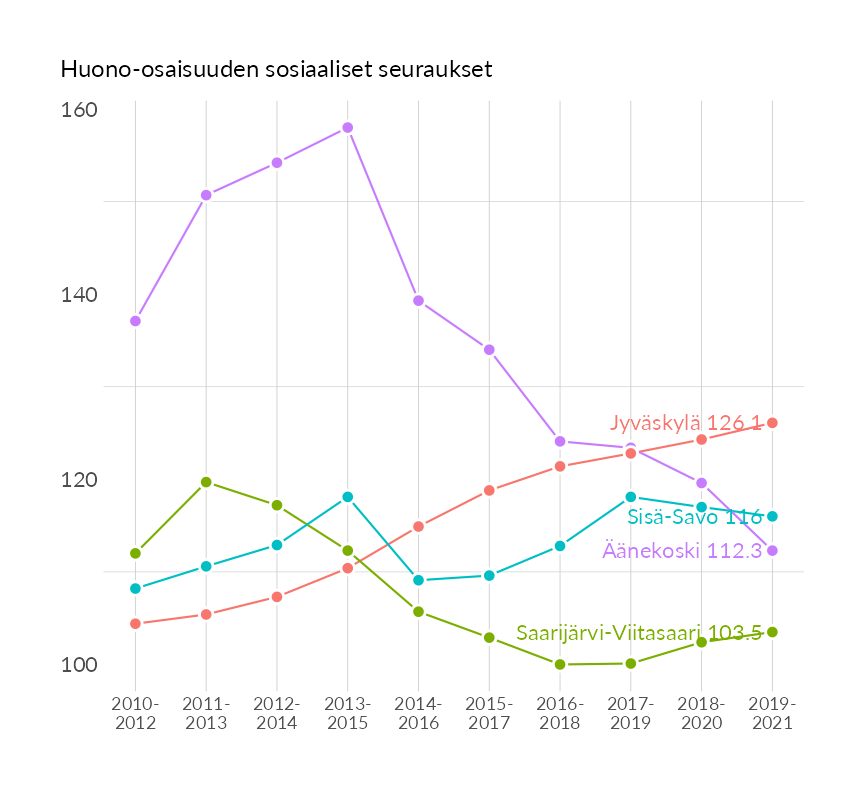 Huono-osaisuuden sosiaaliset seuraukset
160
140
120
100
Jyväskylä 126.1
Sisä-Savo 116
Äänekoski 112.3
Saarijärvi-Viitasaari 103.5
2010- 2011- 2012- 2013- 2014- 2015- 2016- 2017- 2018- 2019-
2012 2013 2014 2015 2016 2017 2018 2019 2020 2021